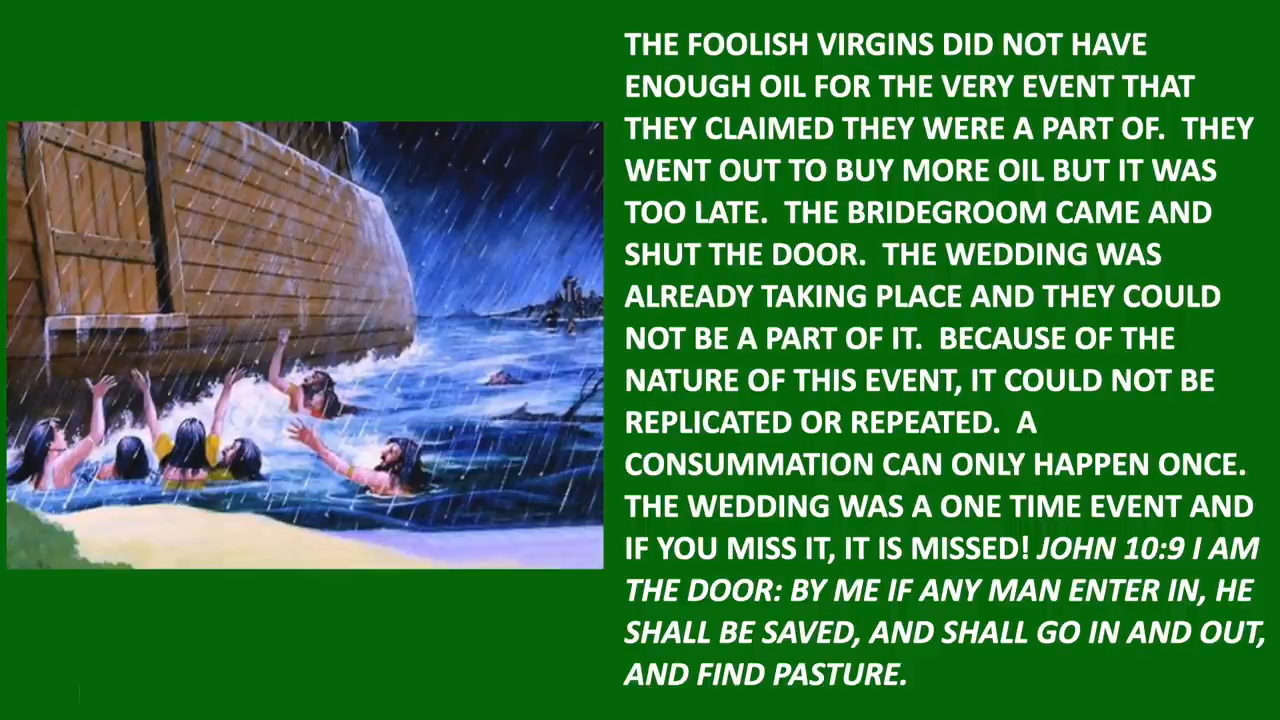 THE FOOLISH VIRGINS DID NOT HAVE
ENOUGH OIL FOR THE VERY EVENT THAT
THEY CLAIMED THEY WERE A PART OF.  THEY
WENT OUT TO BUY MORE OIL BUT IT WAS
TOO LATE.  THE BRIDEGROOM CAME AND
SHUT THE DOOR.  THE WEDDING WAS
ALREADY TAKING PLACE AND THEY COULD
NOT BE A PART OF IT.  BECAUSE OF THE
NATURE OF THIS EVENT, IT COULD NOT BE
REPLICATED OR REPEATED.  A
CONSUMMATION CAN ONLY HAPPEN ONCE.
THE WEDDING WAS A ONE TIME EVENT AND
IF YOU MISS IT, IT IS MISSED! JOHN 10:9 I AM
THE DOOR: BY ME IF ANY MAN ENTER IN, HE
SHALL BE SAVED, AND SHALL GO IN AND OUT,
AND FIND PASTURE.